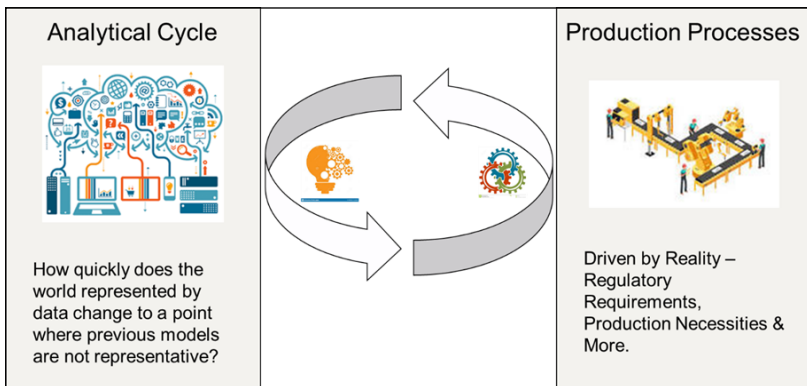 Analytical Cycle
How quickly does the
world represented by
data change to a point
where previous models
are not representative?
Production Processes
Driven by Reality –
Regulatory
Requirements,
Production Necessities &
More.